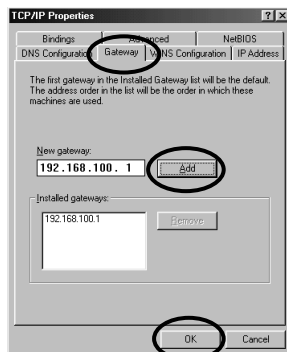 TCP/IP Properties
Bindings Advanced NetBIOS
DNS Configuration Gateway WINS Configuration IP Address
The first gateway in the Installed Gateway list will be the default.
The address order in the list will be the order in which these
machines are used.
New gateway:
192.168.100. 1 Add
Installed gateways:
192.168.100.1 Remove
OK Cancel